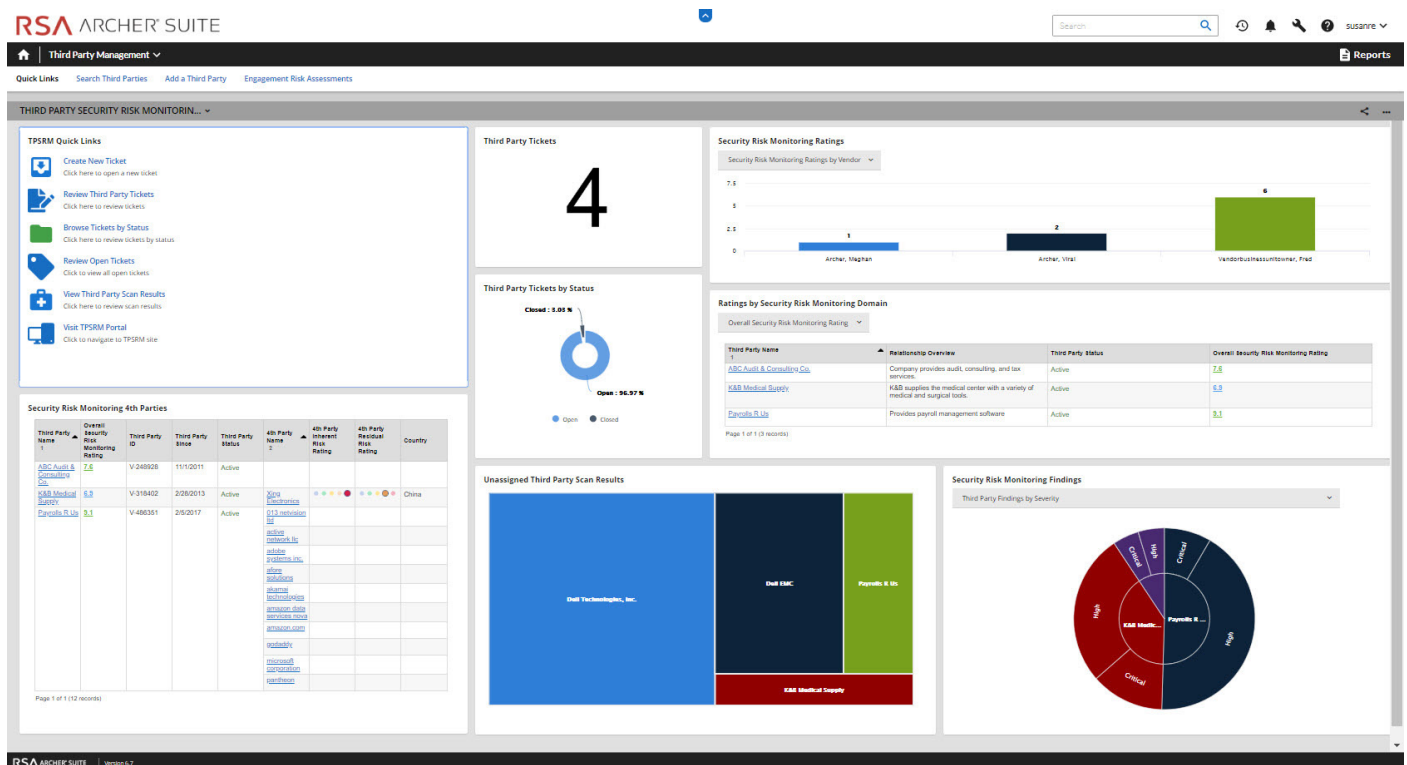 RSA ARCHER® SUITE
Search
susanre
Third Party Management
Reports
Quick Links Search Third Parties Add a Third Party Engagement Risk Assessments
THIRD PARTY SECURITY RISK MONITORIN...
TPSRM Quick Links
Create New Ticket
Click here to open a new ticket
Review Third Party Tickets
Click here to review tickets
Browse Tickets by Status
Click here to review tickets by status
Review Open Tickets
Click to view all open tickets
View Third Party Scan Results
Click here to review scan results
Visit TPSRM Portal
Click to navigate to TPSRM site
Third Party Tickets
4
Third Party Tickets by Status
Closed : 3.03 %
Open : 96.97 %
Open Closed
Security Risk Monitoring Ratings
Security Risk Monitoring Ratings by Vendor
7.5
5
2.5
0
1
2
6
Archer, Meghan
Archer, Viral
Vendorbusinessunitowner, Fred
Ratings by Security Risk Monitoring Domain
Overall Security Risk Monitoring Rating
Third Party Name 1 Relationship Overview Third Party Status Overall Security Risk Monitoring Rating
ABC Audit & Consulting Co. Company provides audit, consulting, and tax services. Active 7.6
K&B Medical Supply K&B supplies the medical center with a variety of medical and surgical tools. Active 6.9
Payrolls R Us Provides payroll management software Active 9.1
Page 1 of 1 (3 records)
Security Risk Monitoring 4th Parties
Third Party Name 1 Overall Security Risk Monitoring Rating Third Party ID Third Party Since Third Party Status 4th Party Name 2 4th Party Inherent Risk Rating 4th Party Residual Risk Rating Country
ABC Audit & Consulting Co. 7.6 V-248928 11/1/2011 Active
K&B Medical Supply 6.9 V-318402 2/28/2013 Active Xing Electronics China
Payrolls R Us 9.1 V-486351 2/5/2017 Active 013 netvision ltd
active network llc
adobe systems inc.
afore solutions
akamai technologies
amazon data services nova
amazon.com
godaddy
microsoft corporation
pantheon
Page 1 of 1 (12 records)
Unassigned Third Party Scan Results
Dell Technologies, Inc.
Dell EMC
Payrolls R Us
K&B Medical Supply
Security Risk Monitoring Findings
Third Party Findings by Severity
Critical
High
Critical
High
High
Critical
K&B Medic...
Payrolls R ...
RSA ARCHER® SUITE Version 6.7